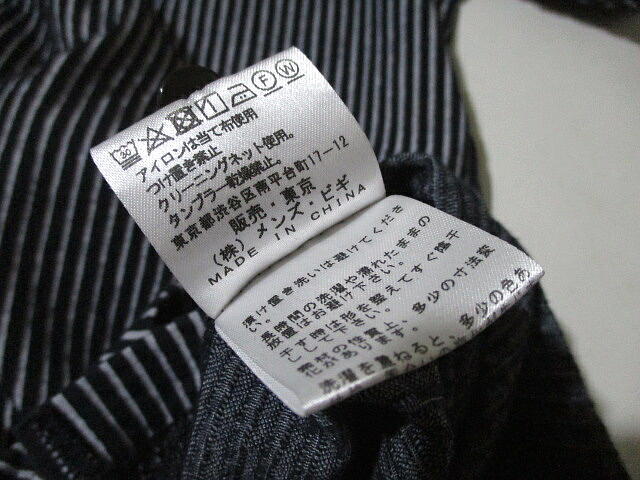 30 F W
アイロンは当て布使用
つけ置き禁止
クリーニングネット使用。
タンブラー乾燥禁止。
東京都渋谷区南平台町17-12
販売・東京
(株)メンズ・ビギ
MADE IN CHINA
漬け置き洗いは避けてくださ
い。
長時間の洗濯や濡れたままの
放置はお避け下さい。
干す時は形を整えてすぐ陰干
しして下さい。
素材の性質上、多少の寸法変
化があります。
洗濯を重ねると多少の色あ